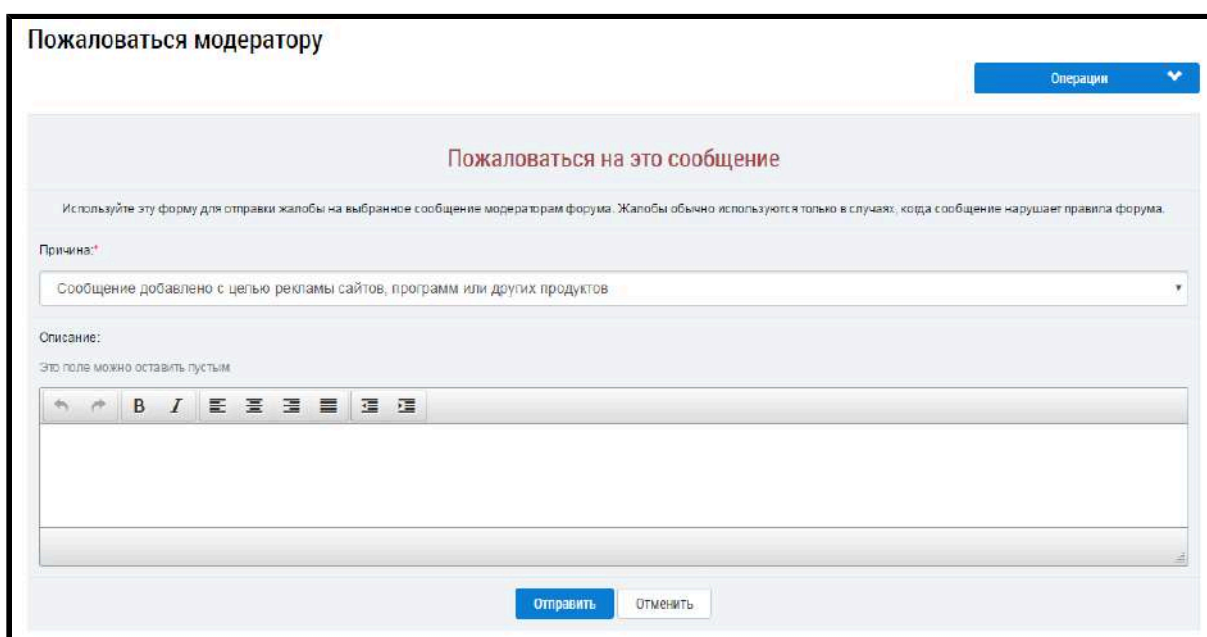 Пожаловаться модератору
Операции
Пожаловаться на это сообщение
Используйте эту форму для отправки жалобы на выбранное сообщение модераторам форума. Жалобы обычно используются только в случаях, когда сообщение нарушает правила форума.
Причина:*
Сообщение добавлено с целью рекламы сайтов, программ или других продуктов
Описание:
Это поле можно оставить пустым
B I
Отправить Отменить